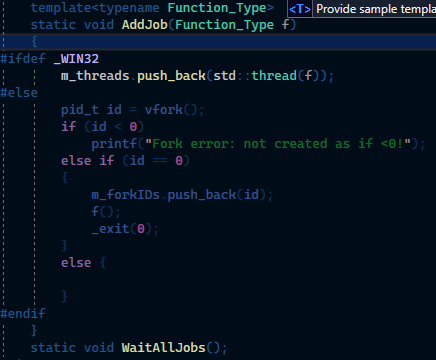 template<typename Function_Type> <T> Provide sample templa
static void AddJob(Function_Type f)
{
#ifdef _WIN32
m_threads.push_back(std::thread(f));
#else
pid_t id = vfork();
if (id < 0)
printf("Fork error: not created as if <0!");
else if (id == 0)
{
m_forkIDs.push_back(id);
f();
_exit(0);
}
else {
}
#endif
}
static void WaitAllJobs();